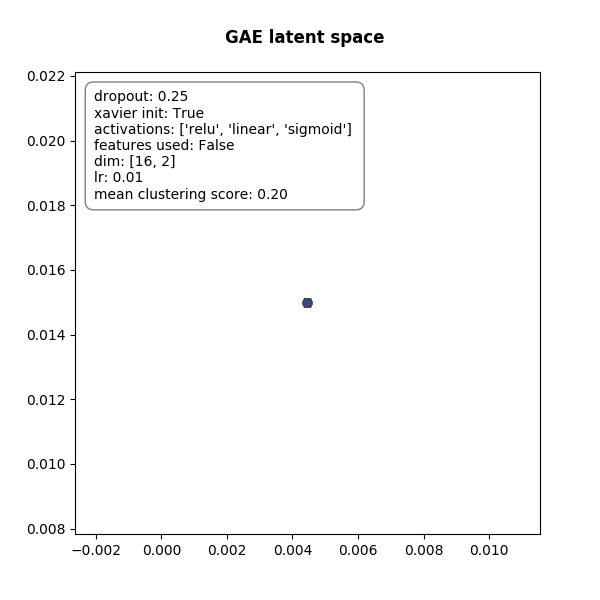 GAE latent space
dropout: 0.25
xavier init: True
activations: ['relu', 'linear', 'sigmoid']
features used: False
dim: [16, 2]
lr: 0.01
mean clustering score: 0.20
0.022
0.020
0.018
0.016
0.014
0.012
0.010
0.008
−0.002 0.000 0.002 0.004 0.006 0.008 0.010